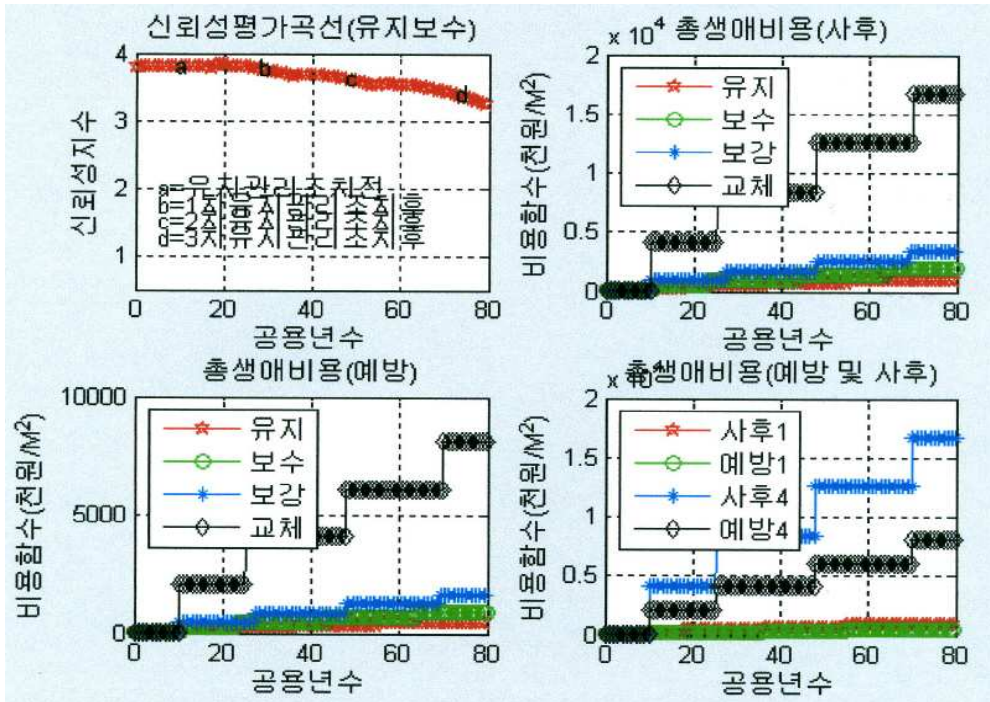 신뢰성평가곡선(유지보수)
4
3
2
1
신뢰성지수
a
b
c
d
a=유지관리조치전
b=1차유지관리조치후
c=2차유지관리조치후
d=3차유지관리조치후
0 20 40 60 80
공용년수
× 10⁴ 총생애비용(사후)
2
1.5
1
0.5
0
비용함수(천원/M²)
유지
보수
보강
교체
0 20 40 60 80
공용년수
총생애비용(예방)
10000
5000
0
비용함수(천원/M²)
유지
보수
보강
교체
0 20 40 60 80
공용년수
× 10⁴
총생애비용(예방 및 사후)
2
1.5
1
0.5
0
비용함수(천원/M²)
사후1
예방1
사후4
예방4
0 20 40 60 80
공용년수